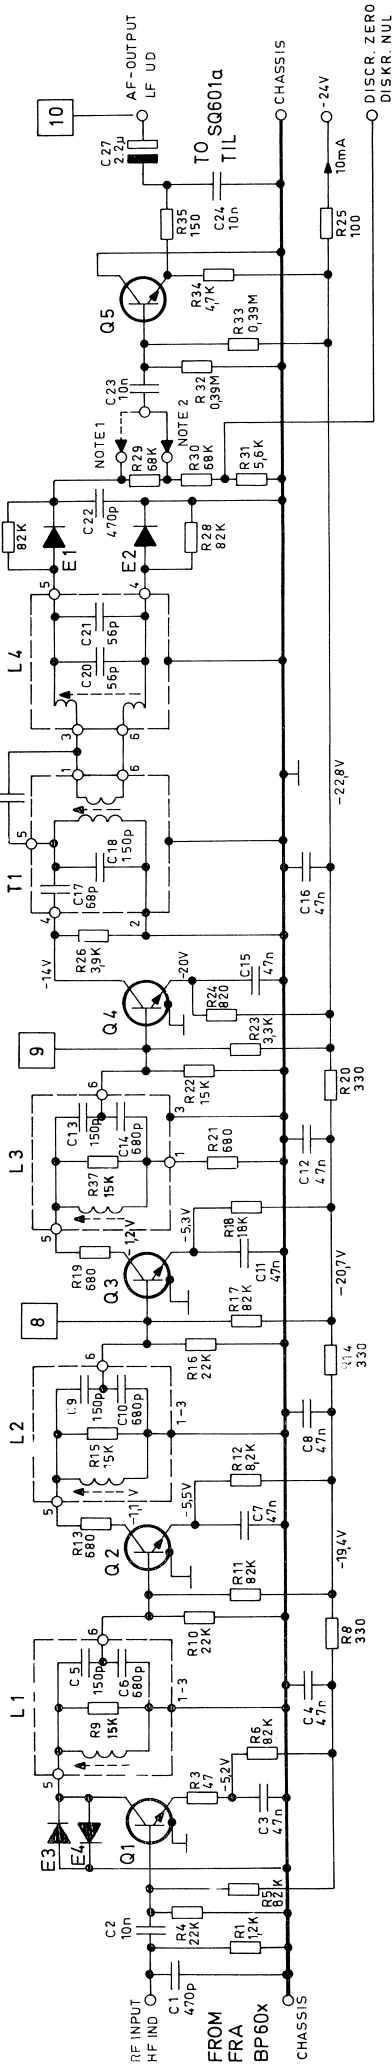 RF INPUT
HF IND
FROM
FRA
BP60x
CHASSIS
C1
470p
C2
10n
R4
22K
R1
1,2K
R5
82K
E3
E4
Q1
R3
47
-5,2V
C3
47n
R6
82K
L1
5
R9
15K
C5
150p
C6
680p
6
1-3
C4
47n
R8
330
R10
22K
R11
82K
-19,4V
Q2
R13
680
-1,1V
-5,5V
C7
47n
R12
8,2K
L2
5
R15
15K
C9
150p
C10
680p
6
1-3
C8
47n
R14
330
R16
22K
8
R17
82K
-20,7V
Q3
R19
680
-1,2V
-5,3V
C11
47n
R18
18K
L3
5
R37
15K
C13
150p
C14
680p
6
1
3
R21
680
C12
47n
R20
330
R22
15K
9
R23
3,3K
R24
820
Q4
-14V
-20V
C15
47n
R26
3,9K
T1
4
5
2
C17
68p
C18
150p
1
6
C16
47n
-22,8V
L4
3
6
C20
56p
C21
56p
5
4
82K
E1
E2
C22
470p
R28
82K
NOTE 1
NOTE 2
R29
68K
R30
68K
R31
5,6K
C23
10n
R32
0,39M
R33
0,39M
Q5
R34
4,7K
R35
150
C24
10n
C27
2.2µ
10
AF-OUTPUT
LF UD
TO SQ601a
TIL
CHASSIS
R25
100
10mA
-24V
DISCR. ZERO
DISKR. NUL